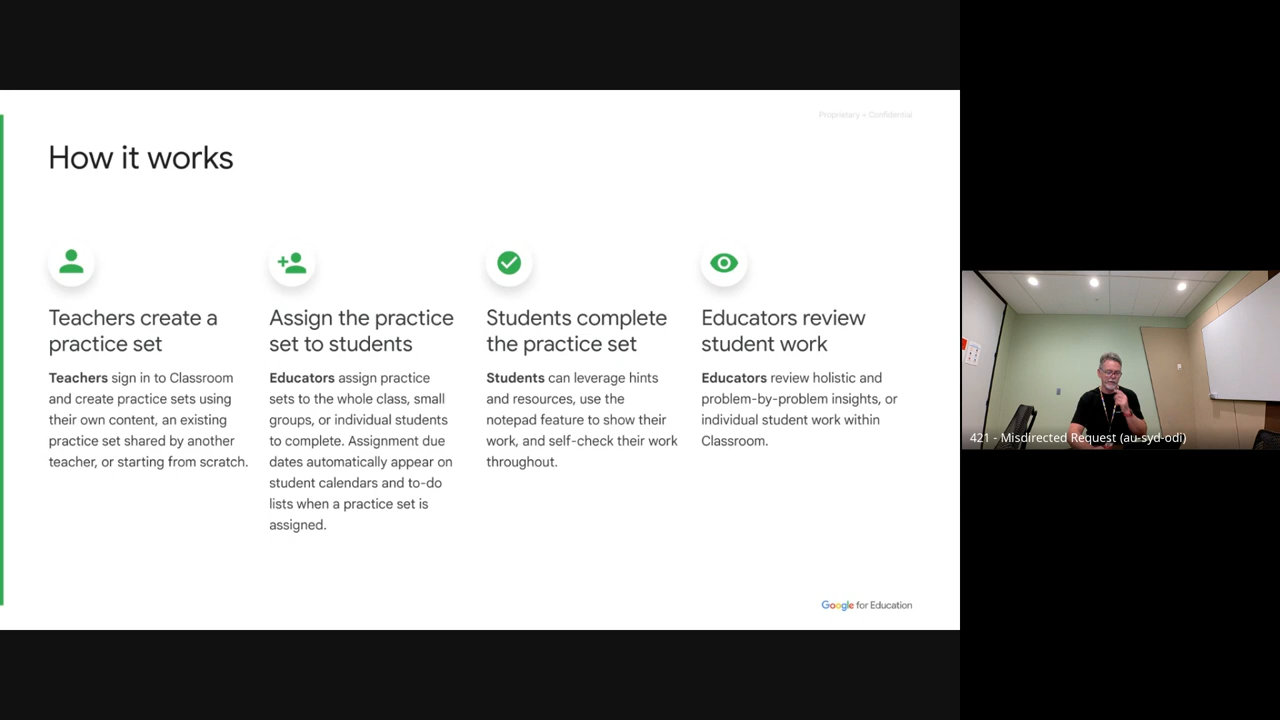 Proprietary + Confidential
How it works
Teachers create a
practice set
Teachers sign in to Classroom
and create practice sets using
their own content, an existing
practice set shared by another
teacher, or starting from scratch.
Assign the practice
set to students
Educators assign practice
sets to the whole class, small
groups, or individual students
to complete. Assignment due
dates automatically appear on
student calendars and to-do
lists when a practice set is
assigned.
Students complete
the practice set
Students can leverage hints
and resources, use the
notepad feature to show their
work, and self-check their work
throughout.
Educators review
student work
Educators review holistic and
problem-by-problem insights, or
individual student work within
Classroom.
Google for Education
421 - Misdirected Request (au-syd-odi)